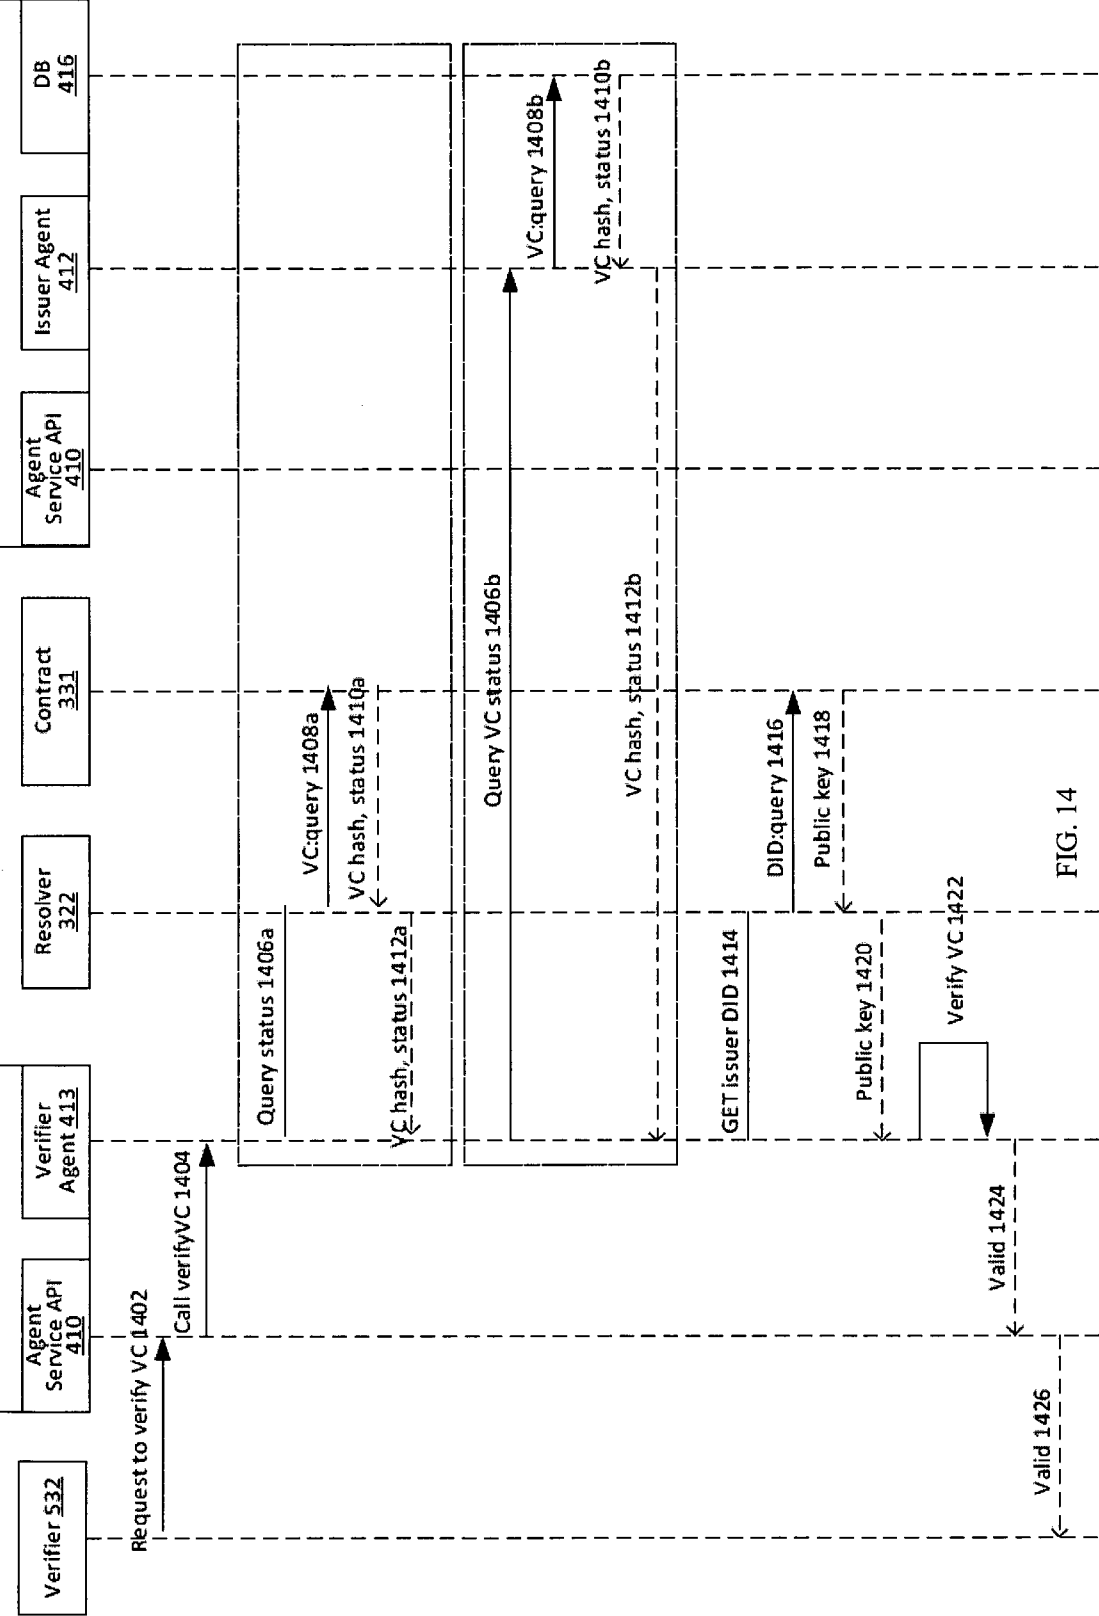 Verifier 532
Agent
Service API
410
Verifier
Agent 413
Resolver
322
Contract
331
Agent
Service API
410
Issuer Agent
412
DB
416
Request to verify VC 1402
Call verifyVC 1404
Query status 1406a
VC:query 1408a
VC hash, status 1410a
VC hash, status 1412a
Query VC status 1406b
VC:query 1408b
VC hash, status 1410b
VC hash, status 1412b
GET issuer DID 1414
DID:query 1416
Public key 1418
Public key 1420
Verify VC 1422
Valid 1424
Valid 1426
FIG. 14